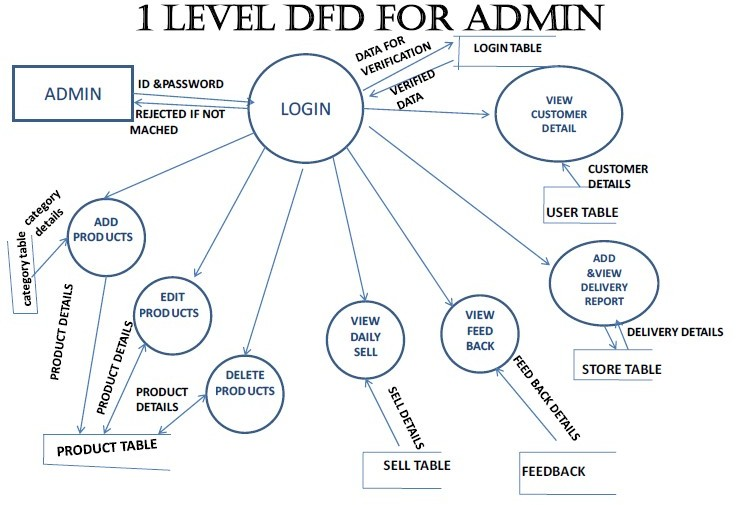 1 LEVEL DFD FOR ADMIN
ADMIN
ID &PASSWORD
REJECTED IF NOT
MACHED
LOGIN
DATA FOR
VERIFICATION
VERIFIED
DATA
LOGIN TABLE
VIEW
CUSTOMER
DETAIL
CUSTOMER
DETAILS
USER TABLE
category table
category
details
ADD
PRODUCTS
EDIT
PRODUCTS
DELETE
PRODUCTS
VIEW
DAILY
SELL
VIEW
FEED
BACK
ADD
&VIEW
DELIVERY
REPORT
DELIVERY DETAILS
STORE TABLE
PRODUCT DETAILS
PRODUCT DETAILS
PRODUCT
DETAILS
PRODUCT TABLE
SELL DETAILS
SELL TABLE
FEED BACK DETAILS
FEEDBACK